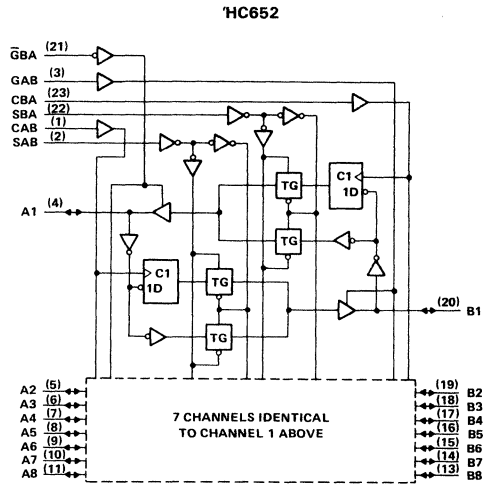 'HC652
G̅BA (21)
GAB (3)
CBA (23)
SBA (22)
CAB (1)
SAB (2)
TG
C1
1D
A1 (4)
TG
C1
1D
TG
(20) B1
TG
A2 (5)
A3 (6)
A4 (7)
A5 (8)
A6 (9)
A7 (10)
A8 (11)
7 CHANNELS IDENTICAL
TO CHANNEL 1 ABOVE
(19) B2
(18) B3
(17) B4
(16) B5
(15) B6
(14) B7
(13) B8